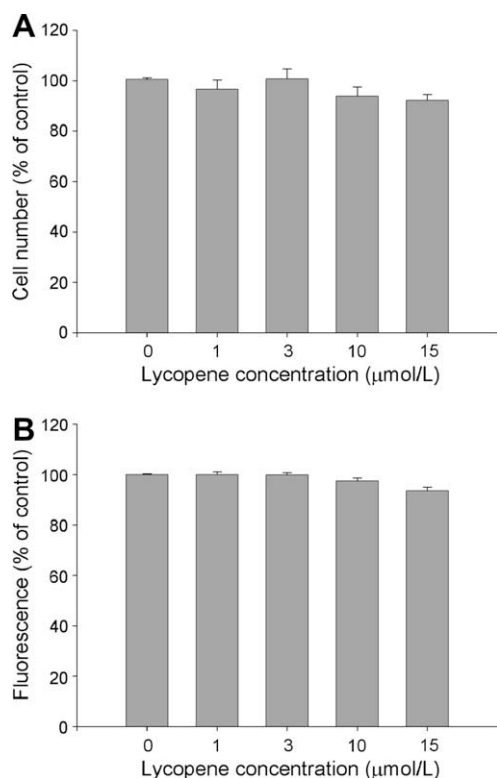 A
120
100
80
60
40
20
0
Cell number (% of control)
0 1 3 10 15
Lycopene concentration (μmol/L)
B
120
100
80
60
40
20
0
Fluorescence (% of control)
0 1 3 10 15
Lycopene concentration (μmol/L)